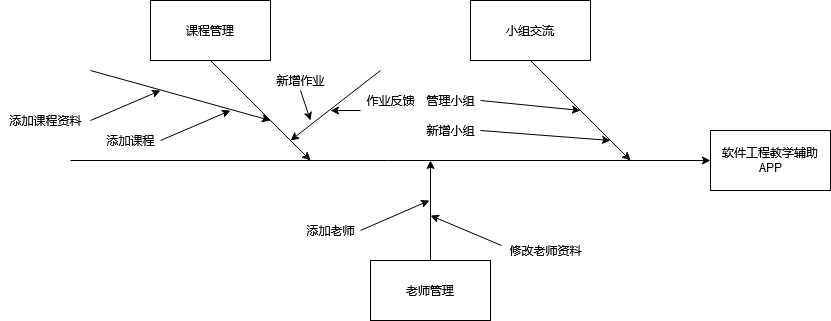 课程管理
小组交流
新增作业
作业反馈
管理小组
添加课程资料
添加课程
新增小组
软件工程教学辅助
APP
添加老师
修改老师资料
老师管理